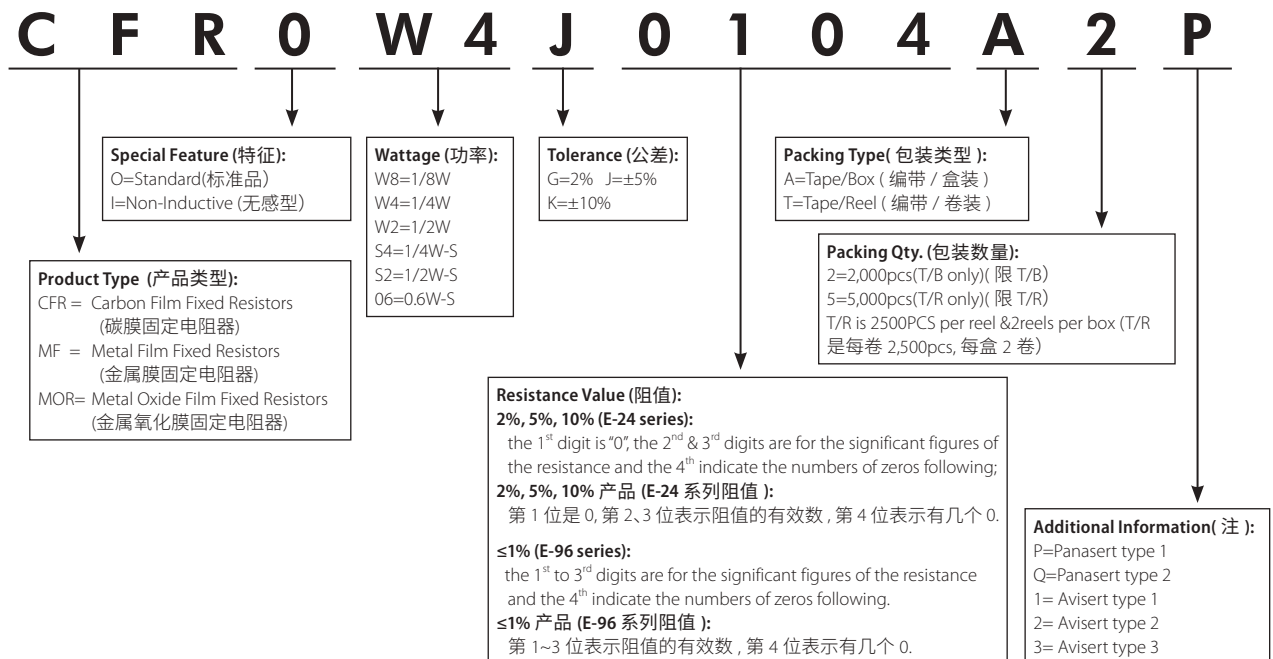 C F R 0 W 4 J 0 1 0 4 A 2 P
Special Feature (特征):
O=Standard(标准品)
I=Non-Inductive (无感型)
Wattage (功率):
W8=1/8W
W4=1/4W
W2=1/2W
S4=1/4W-S
S2=1/2W-S
06=0.6W-S
Tolerance (公差):
G=2% J=±5%
K=±10%
Packing Type( 包装类型 ):
A=Tape/Box ( 编带 / 盒装 )
T=Tape/Reel ( 编带 / 卷装 )
Packing Qty. (包装数量):
2=2,000pcs(T/B only)( 限 T/B)
5=5,000pcs(T/R only)( 限 T/R)
T/R is 2500PCS per reel &2reels per box (T/R
是每卷 2,500pcs, 每盒 2 卷)
Product Type (产品类型):
CFR = Carbon Film Fixed Resistors
(碳膜固定电阻器)
MF = Metal Film Fixed Resistors
(金属膜固定电阻器)
MOR= Metal Oxide Film Fixed Resistors
(金属氧化膜固定电阻器)
Resistance Value (阻值):
2%, 5%, 10% (E-24 series):
the 1st digit is "0", the 2nd & 3rd digits are for the significant figures of
the resistance and the 4th indicate the numbers of zeros following;
2%, 5%, 10% 产品 (E-24 系列阻值 ):
第 1 位是 0, 第 2、3 位表示阻值的有效数 , 第 4 位表示有几个 0.
≤1% (E-96 series):
the 1st to 3rd digits are for the significant figures of the resistance
and the 4th indicate the numbers of zeros following.
≤1% 产品 (E-96 系列阻值 ):
第 1~3 位表示阻值的有效数 , 第 4 位表示有几个 0.
Additional Information( 注 ):
P=Panasert type 1
Q=Panasert type 2
1= Avisert type 1
2= Avisert type 2
3= Avisert type 3